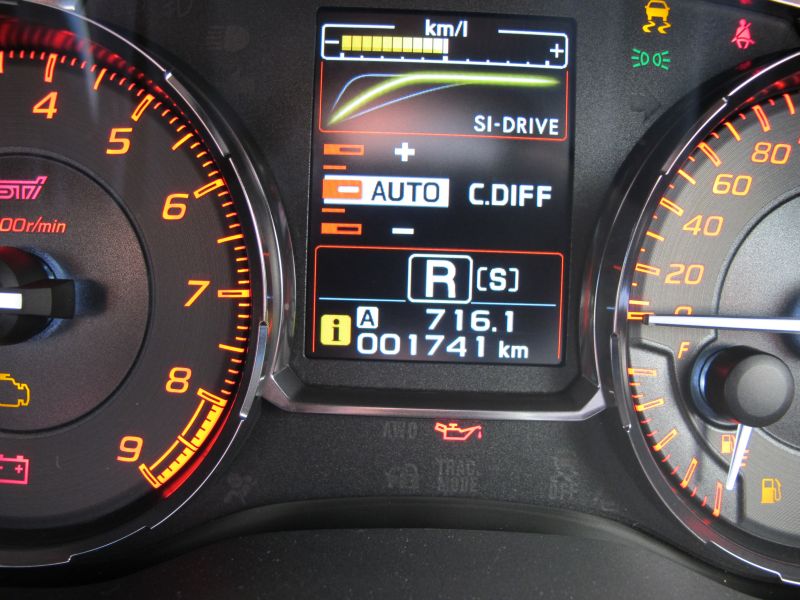 km/l
- +
SI-DRIVE
+
AUTO C.DIFF
-
R [S]
i A 716.1
001741 km
4
5
6
7
8
9
STI
00r/min
80
60
40
20
0
F
AWD
TRAC
MODE
OFF